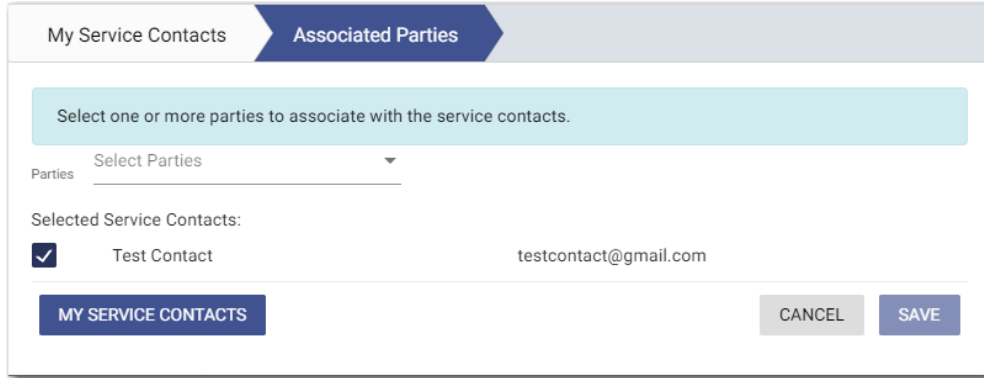 My Service Contacts
Associated Parties
Select one or more parties to associate with the service contacts.
Parties
Select Parties
Selected Service Contacts:
Test Contact
testcontact@gmail.com
MY SERVICE CONTACTS
CANCEL
SAVE